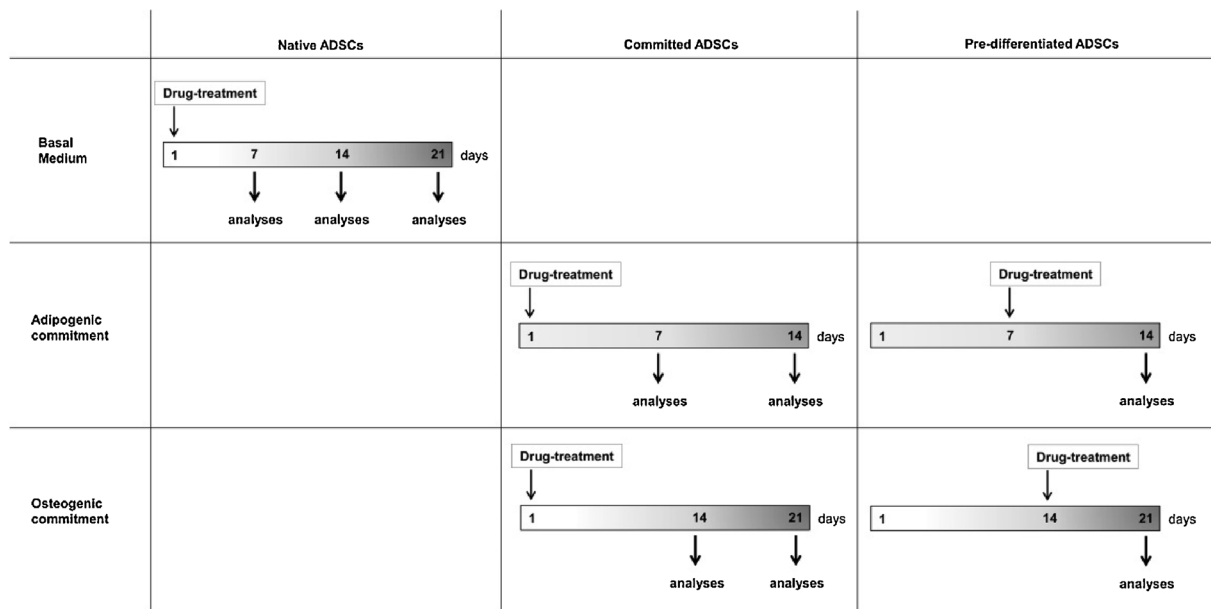 Native ADSCs
Committed ADSCs
Pre-differentiated ADSCs
Basal
Medium
Drug-treatment
1 7 14 21 days
analyses analyses analyses
Adipogenic
commitment
Drug-treatment
1 7 14 days
analyses analyses
Drug-treatment
1 7 14 days
analyses
Osteogenic
commitment
Drug-treatment
1 14 21 days
analyses analyses
Drug-treatment
1 14 21 days
analyses